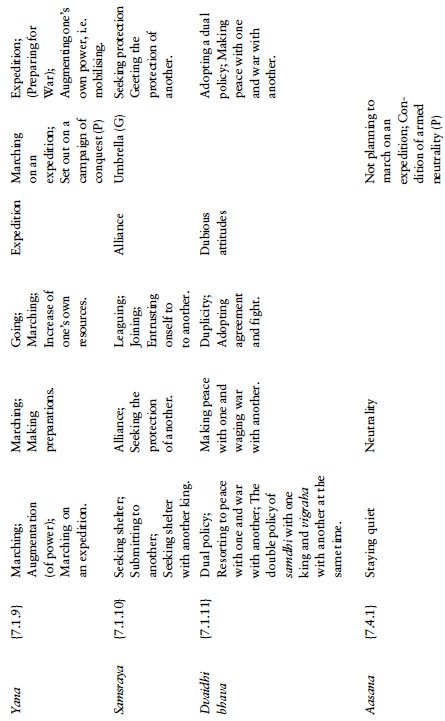 Yana
{7.1.9}
Marching;
Augmentation
(of power);
Marching on
an expedition.
Marching;
Making
preparations.
Going;
Marching;
Increase of
one's own
resources.
Expedition
Marching
on an
expedition;
Set out on a
campaign of
conquest (P)
Expedition;
(Preparing for
War);
Augmenting one's
own power, i.e.
mobilising.
Samsraya
{7.1.10}
Seeking shelter;
Submitting to
another;
Seeking shelter
with another king.
Alliance;
Seeking the
protection
of another.
Leaguing;
Joining;
Entrusting
onself to
to another.
Alliance
Umbrella (G)
Seeking protection
Geeting the
protection of
another.
Dvaidhi
bhava
{7.1.11}
Dual policy;
Resorting to peace
with one and war
with another; The
double policy of
samdhi with one
king and vigraha
with another at the
same time.
Making peace
with one and
waging war
with another.
Duplicity;
Adopting
agreement
and fight.
Dubious
attitudes
Adopting a dual
policy; Making
peace with one
and war with
another.
Aasana
{7.4.1}
Staying quiet
Neutrality
Not planning to
march on an
expedition; Con-
dition of armed
neutrality (P)